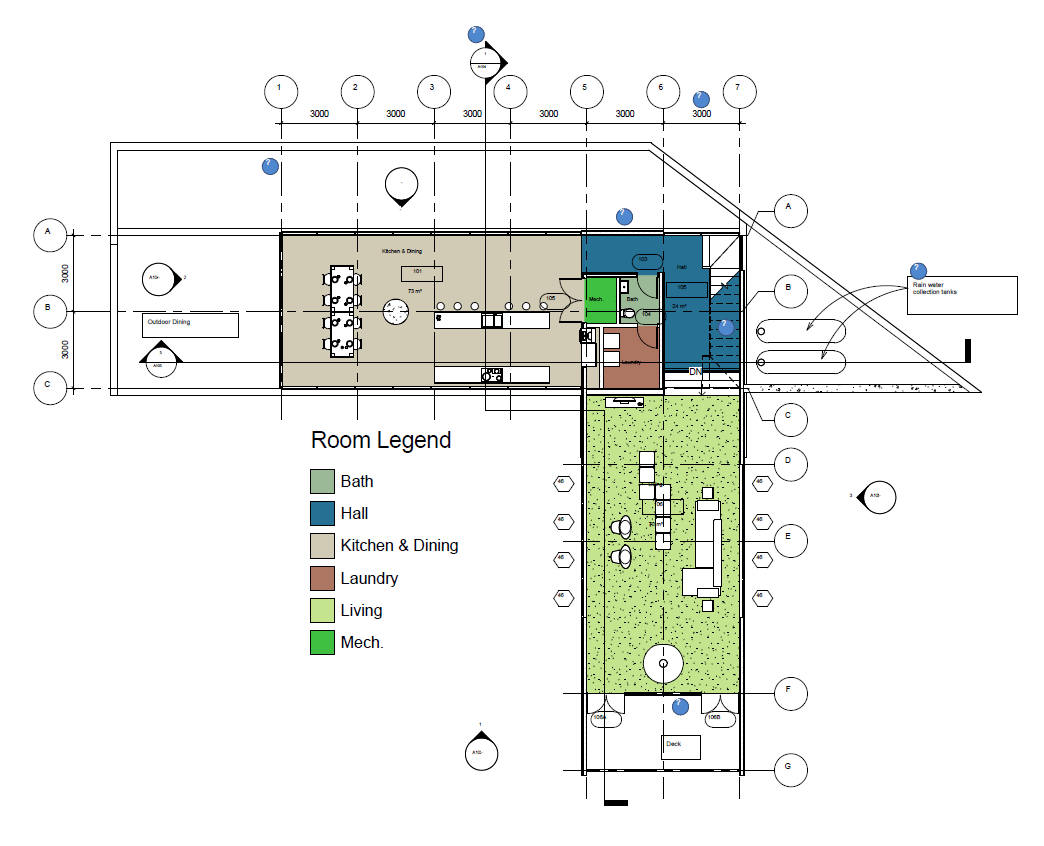 ?
1
A104
?
1
2
3
4
5
6
7
3000
3000
3000
3000
3000
3000
?
?
A
A
Kitchen & Dining
103
Hall
?
3000
A10-
2
101
73 m²
105
Mech.
Bath
105
24 m²
B
Rain water
collection tanks
B
104
Outdoor Dining
?
3000
5
A105
Laundry
C
DN
C
Room Legend
D
Bath
46
46
3
A10-
Hall
46
46
Kitchen & Dining
E
46
46
Laundry
46
46
Living
Mech.
F
?
106A
106B
1
A10-
Deck
G